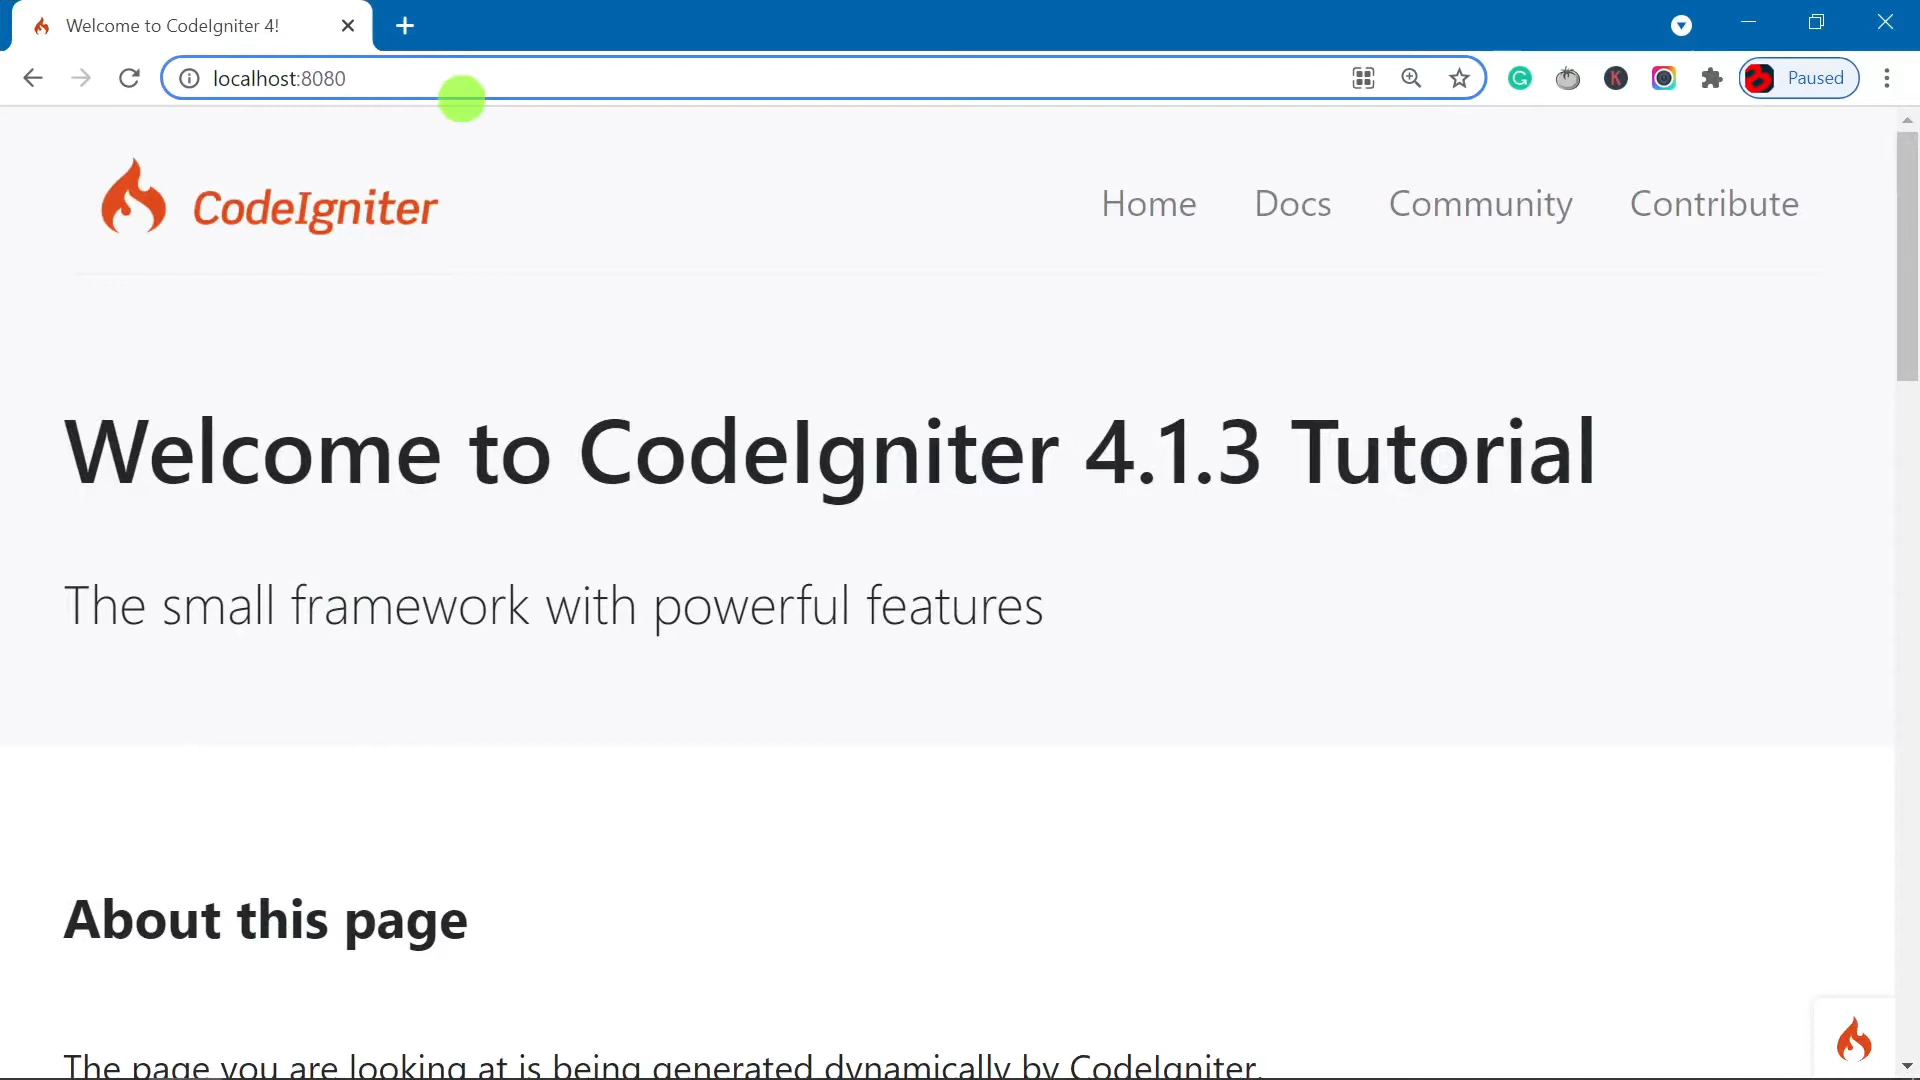 Welcome to CodeIgniter 4!
localhost:8080
Paused
CodeIgniter
Home Docs Community Contribute
Welcome to CodeIgniter 4.1.3 Tutorial
The small framework with powerful features
About this page
The page you are looking at is being generated dynamically by CodeIgniter.